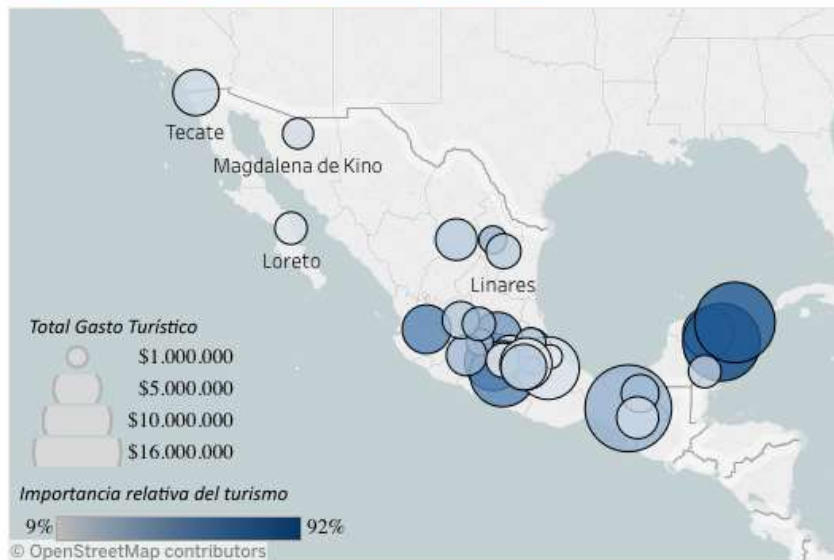 Tecate
Magdalena de Kino
Loreto
Linares
Total Gasto Turístico
$1.000.000
$5.000.000
$10.000.000
$16.000.000
Importancia relativa del turismo
9% 92%
© OpenStreetMap contributors